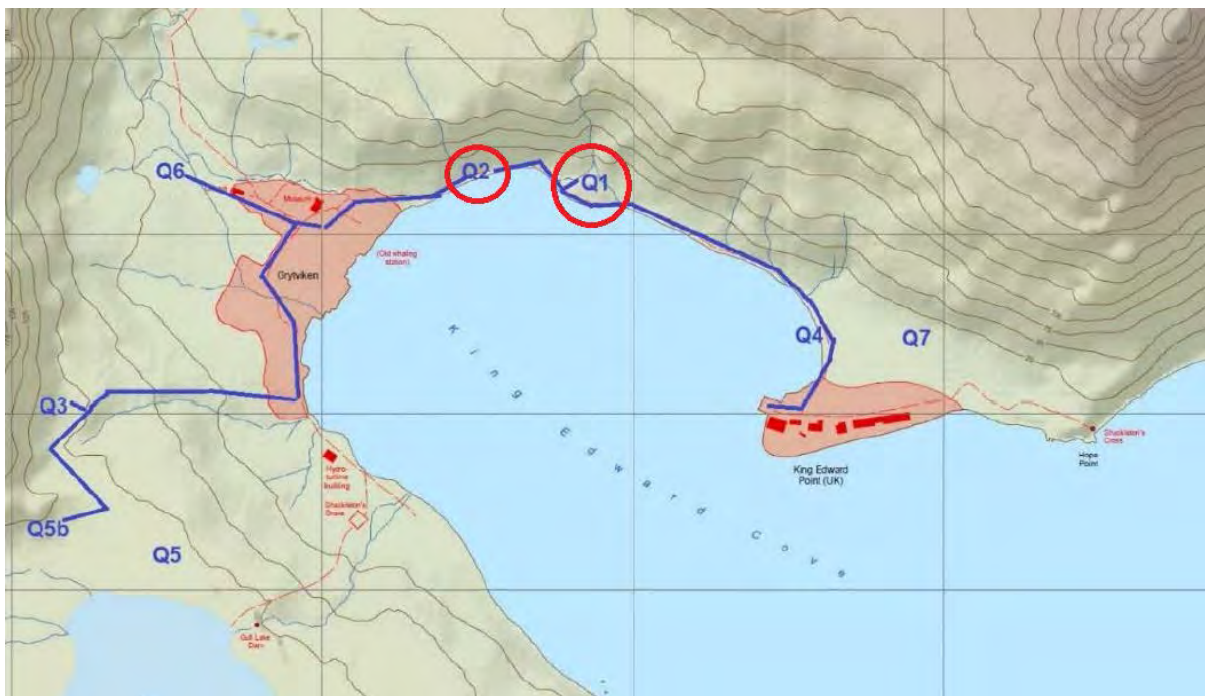 Q6
Q2
Q1
Museum
(Old whaling
station)
Grytviken
King Edward Cove
Q4
Q7
Q3
Shackleton's
Cross
Hope
Point
King Edward
Point (UK)
Hydro
turbine
building
Shackleton's
Grave
Q5b
Q5
Gull Lake
Dam